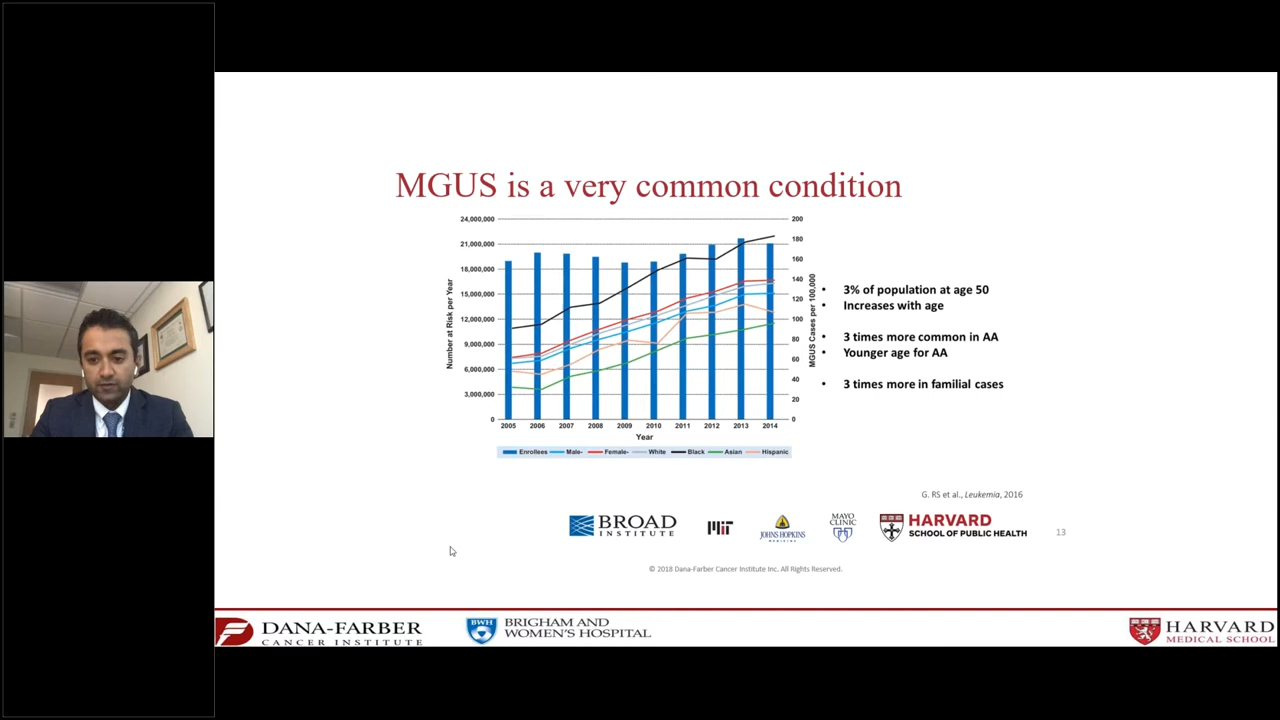 MGUS is a very common condition
24,000,000
21,000,000
18,000,000
15,000,000
12,000,000
9,000,000
6,000,000
3,000,000
0
Number at Risk per Year
200
180
160
140
120
100
80
60
40
20
0
MGUS Cases per 100,000
2005 2006 2007 2008 2009 2010 2011 2012 2013 2014
Year
Enrollees Male- Female- White Black Asian Hispanic
• 3% of population at age 50
• Increases with age
• 3 times more common in AA
• Younger age for AA
• 3 times more in familial cases
G. RS et al., Leukemia, 2016
BROAD
INSTITUTE
MIT
JOHNS HOPKINS
MEDICINE
MAYO
CLINIC
HARVARD
SCHOOL OF PUBLIC HEALTH
13
© 2018 Dana-Farber Cancer Institute Inc. All Rights Reserved.
DANA-FARBER
CANCER INSTITUTE
BWH
BRIGHAM AND
WOMEN'S HOSPITAL
HARVARD
MEDICAL SCHOOL